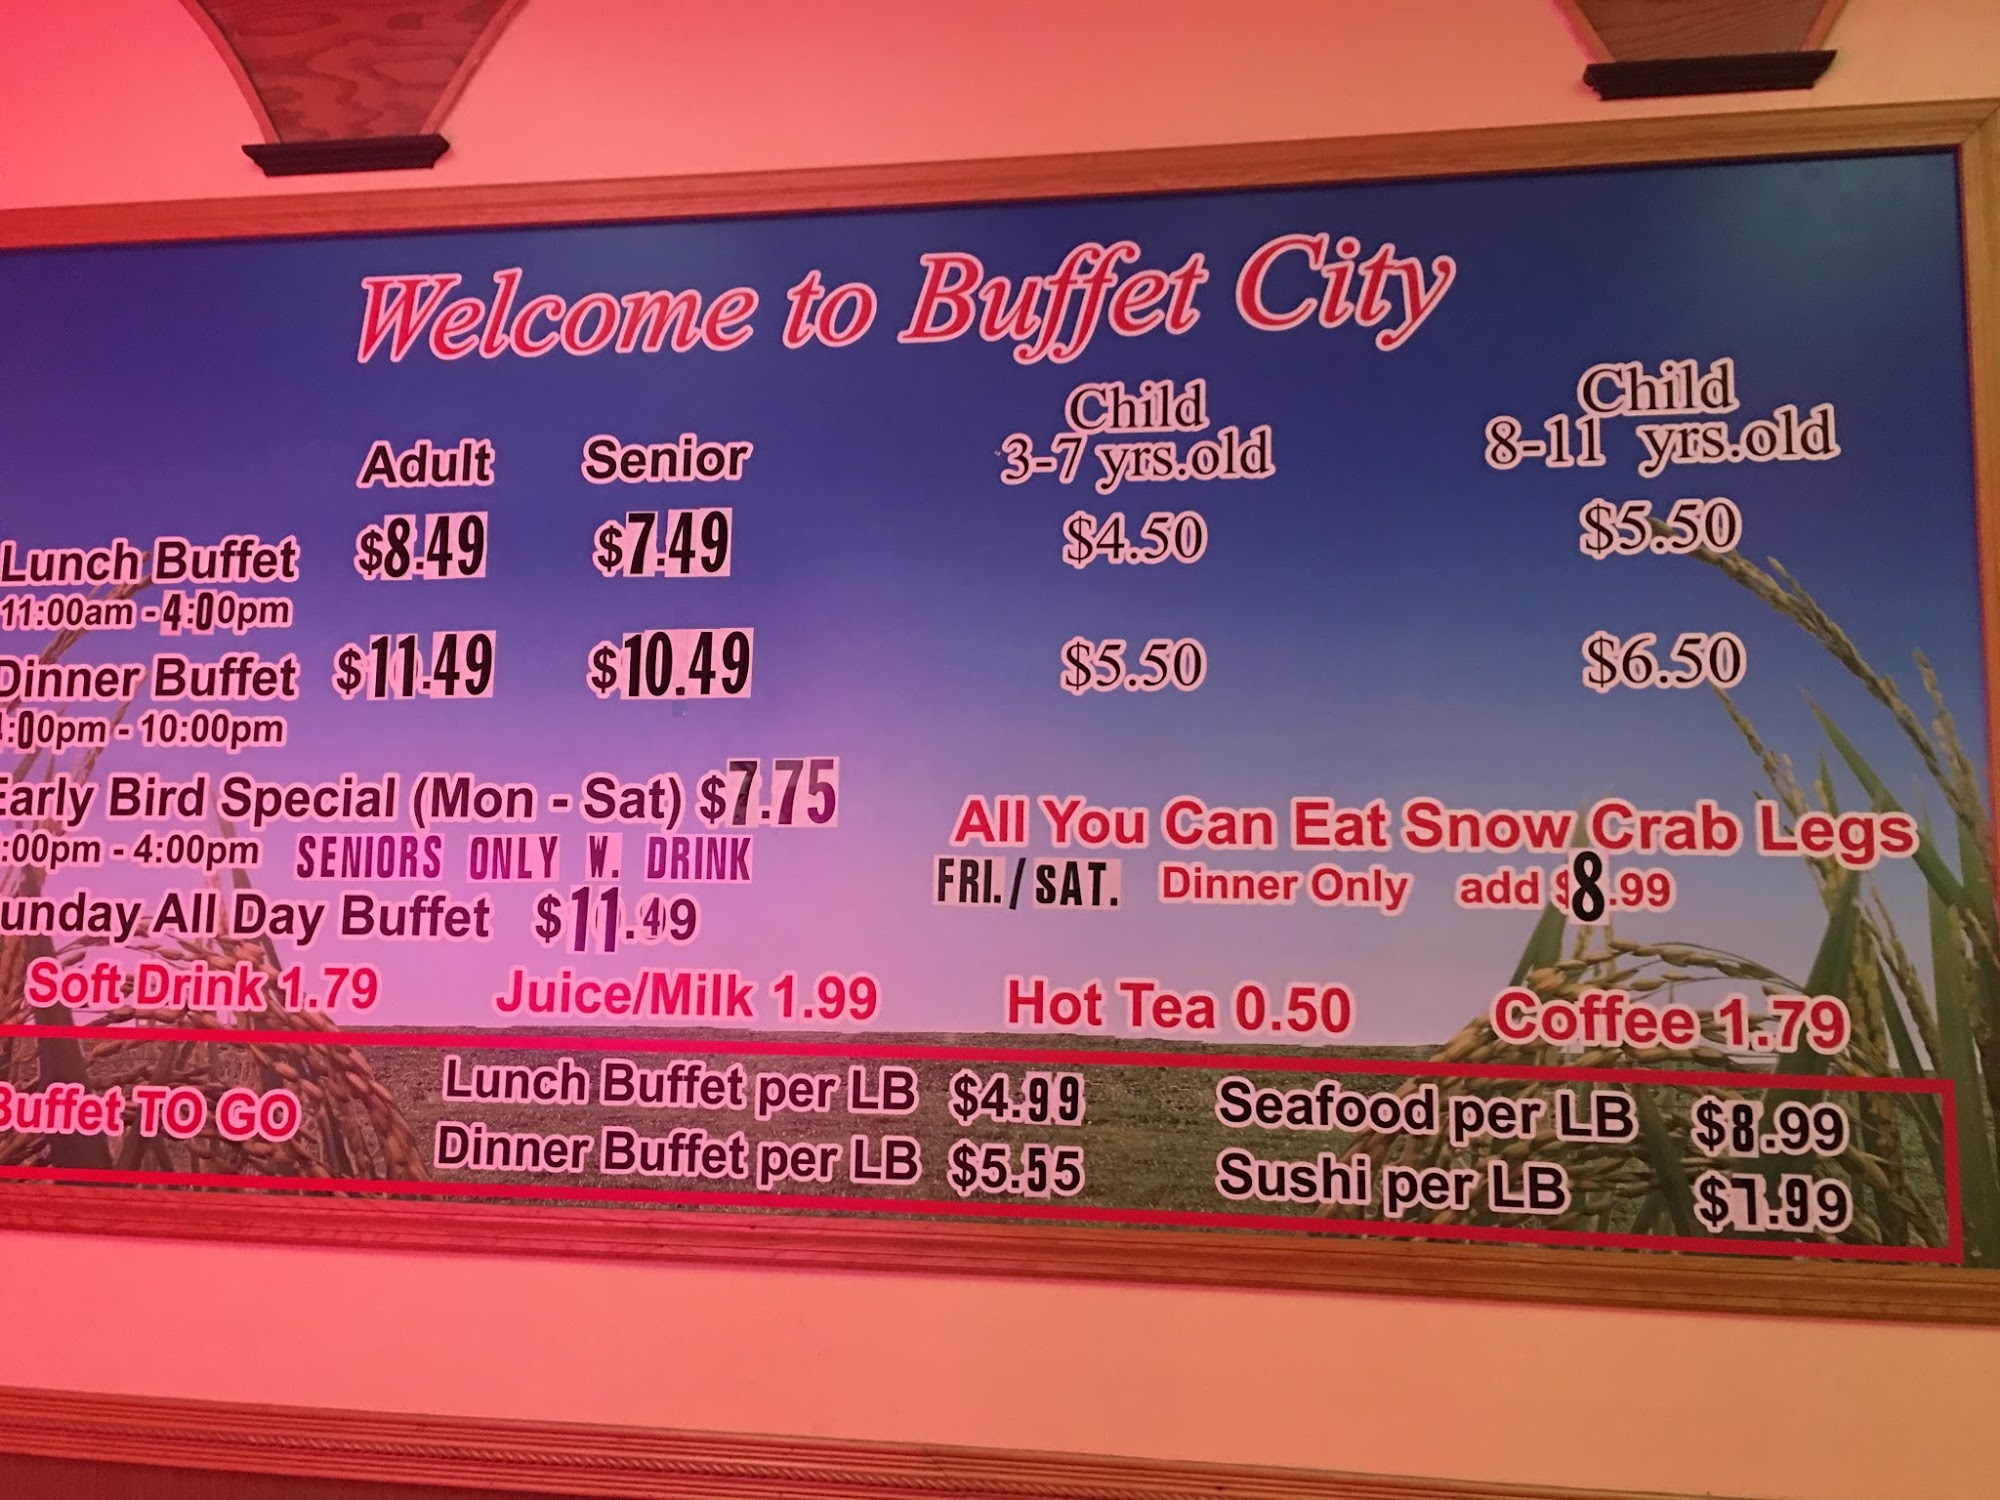 Welcome to Buffet City
Adult Senior Child 3-7 yrs.old Child 8-11 yrs.old
Lunch Buffet $8.49 $7.49 $4.50 $5.50
11:00am - 4:00pm
Dinner Buffet $11.49 $10.49 $5.50 $6.50
:00pm - 10:00pm
Early Bird Special (Mon - Sat) $7.75
:00pm - 4:00pm SENIORS ONLY W. DRINK
unday All Day Buffet $11.49
All You Can Eat Snow Crab Legs
FRI./SAT. Dinner Only add $8.99
Soft Drink 1.79 Juice/Milk 1.99 Hot Tea 0.50 Coffee 1.79
Buffet TO GO
Lunch Buffet per LB $4.99 Seafood per LB $8.99
Dinner Buffet per LB $5.55 Sushi per LB $7.99